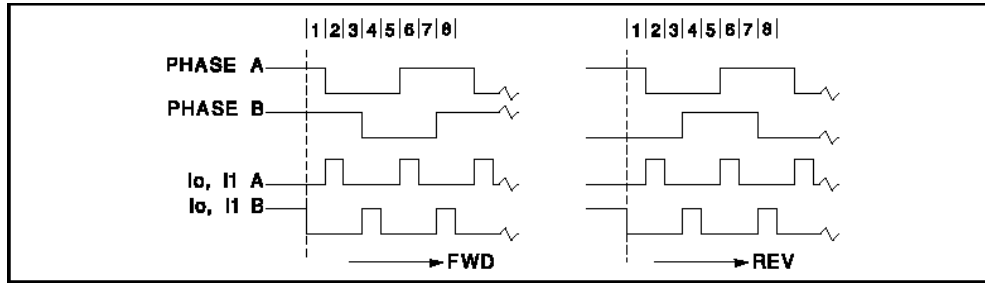 |1|2|3|4|5|6|7|8|
|1|2|3|4|5|6|7|8|
PHASE A
PHASE B
Io, I1 A
Io, I1 B
FWD
REV